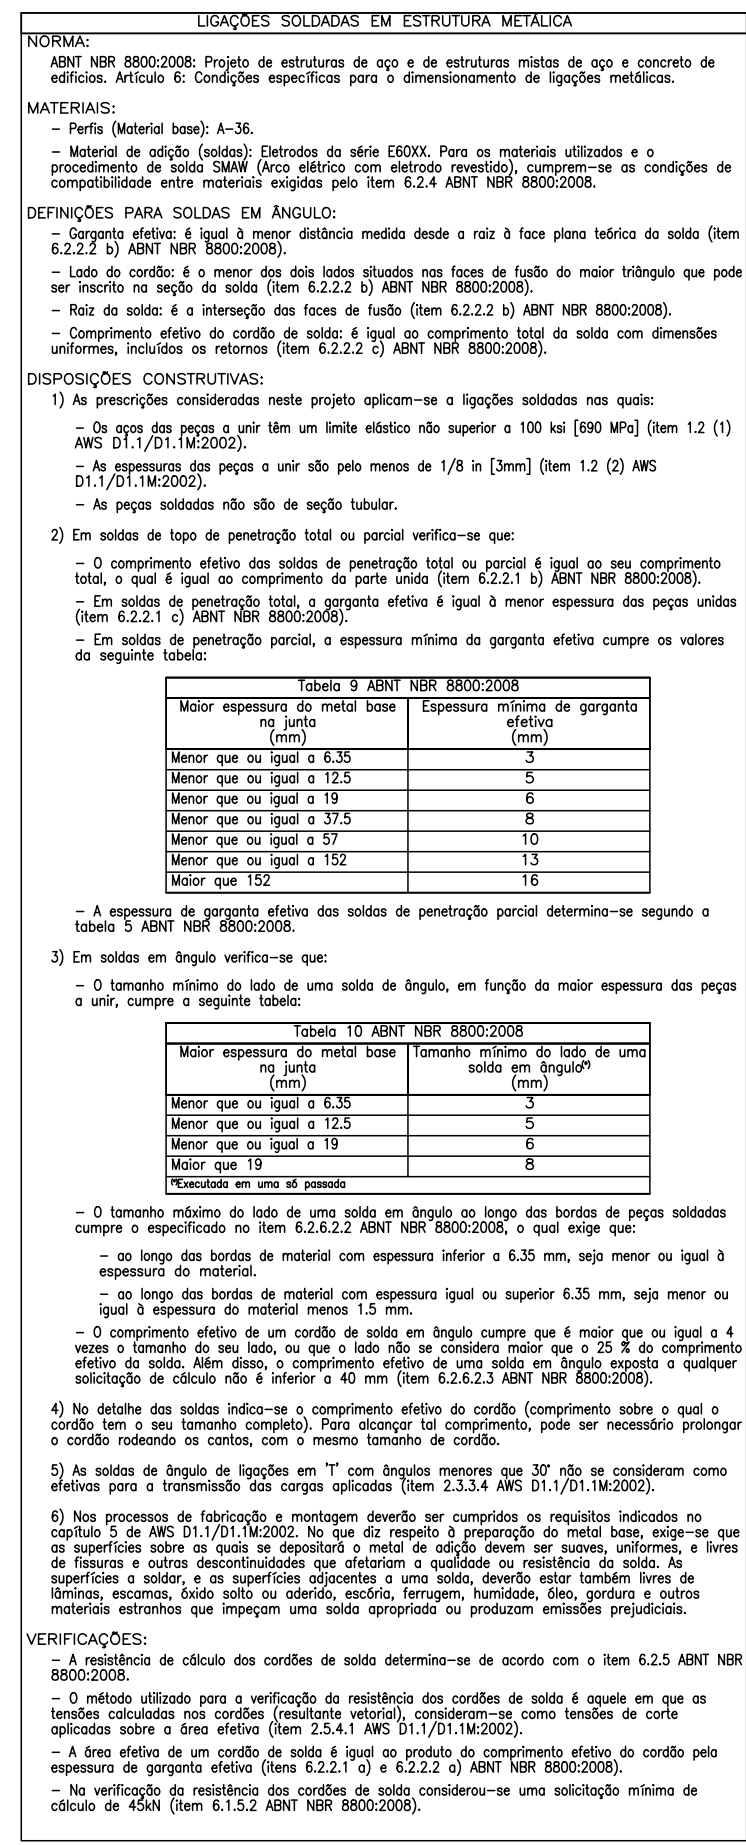 LIGAÇÕES SOLDADAS EM ESTRUTURA METÁLICA
NORMA:
ABNT NBR 8800:2008: Projeto de estruturas de aço e de estruturas mistas de aço e concreto de
edificios. Artículo 6: Condições específicas para o dimensionamento de ligações metálicas.
MATERIAIS:
– Perfis (Material base): A–36.
– Material de adição (soldas): Eletrodos da série E60XX. Para os materiais utilizados e o
procedimento de solda SMAW (Arco elétrico com eletrodo revestido), cumprem–se as condições de
compatibilidade entre materiais exigidas pelo item 6.2.4 ABNT NBR 8800:2008.
DEFINIÇÕES PARA SOLDAS EM ÂNGULO:
– Garganta efetiva: é igual à menor distância medida desde a raiz à face plana teórica da solda (item
6.2.2.2 b) ABNT NBR 8800:2008).
– Lado do cordão: é o menor dos dois lados situados nas faces de fusão do maior triângulo que pode
ser inscrito na seção da solda (item 6.2.2.2 b) ABNT NBR 8800:2008).
– Raiz da solda: é a interseção das faces de fusão (item 6.2.2.2 b) ABNT NBR 8800:2008).
– Comprimento efetivo do cordão de solda: é igual ao comprimento total da solda com dimensões
uniformes, incluídos os retornos (item 6.2.2.2 c) ABNT NBR 8800:2008).
DISPOSIÇÕES CONSTRUTIVAS:
1) As prescrições consideradas neste projeto aplicam–se a ligações soldadas nas quais:
– Os aços das peças a unir têm um limite elástico não superior a 100 ksi [690 MPa] (item 1.2 (1)
AWS D1.1/D1.1M:2002).
– As espessuras das peças a unir são pelo menos de 1/8 in [3mm] (item 1.2 (2) AWS
D1.1/D1.1M:2002).
– As peças soldadas não são de seção tubular.
2) Em soldas de topo de penetração total ou parcial verifica–se que:
– O comprimento efetivo das soldas de penetração total ou parcial é igual ao seu comprimento
total, o qual é igual ao comprimento da parte unida (item 6.2.2.1 b) ABNT NBR 8800:2008).
– Em soldas de penetração total, a garganta efetiva é igual à menor espessura das peças unidas
(item 6.2.2.1 c) ABNT NBR 8800:2008).
– Em soldas de penetração parcial, a espessura mínima da garganta efetiva cumpre os valores
da seguinte tabela:
Tabela 9 ABNT NBR 8800:2008
Maior espessura do metal base Espessura mínima de garganta
na junta efetiva
(mm) (mm)
Menor que ou igual a 6.35 3
Menor que ou igual a 12.5 5
Menor que ou igual a 19 6
Menor que ou igual a 37.5 8
Menor que ou igual a 57 10
Menor que ou igual a 152 13
Maior que 152 16
– A espessura de garganta efetiva das soldas de penetração parcial determina–se segundo a
tabela 5 ABNT NBR 8800:2008.
3) Em soldas em ângulo verifica–se que:
– O tamanho mínimo do lado de uma solda de ângulo, em função da maior espessura das peças
a unir, cumpre a seguinte tabela:
Tabela 10 ABNT NBR 8800:2008
Maior espessura do metal base Tamanho mínimo do lado de uma
na junta solda em ângulo(*)
(mm) (mm)
Menor que ou igual a 6.35 3
Menor que ou igual a 12.5 5
Menor que ou igual a 19 6
Maior que 19 8
(*)Executada em uma só passada
– O tamanho máximo do lado de uma solda em ângulo ao longo das bordas de peças soldadas
cumpre o especificado no item 6.2.6.2.2 ABNT NBR 8800:2008, o qual exige que:
– ao longo das bordas de material com espessura inferior a 6.35 mm, seja menor ou igual à
espessura do material.
– ao longo das bordas de material com espessura igual ou superior 6.35 mm, seja menor ou
igual à espessura do material menos 1.5 mm.
– O comprimento efetivo de um cordão de solda em ângulo cumpre que é maior que ou igual a 4
vezes o tamanho do seu lado, ou que o lado não se considera maior que o 25 % do comprimento
efetivo da solda. Além disso, o comprimento efetivo de uma solda em ângulo exposta a qualquer
solicitação de cálculo não é inferior a 40 mm (item 6.2.6.2.3 ABNT NBR 8800:2008).
4) No detalhe das soldas indica–se o comprimento efetivo do cordão (comprimento sobre o qual o
cordão tem o seu tamanho completo). Para alcançar tal comprimento, pode ser necessário prolongar
o cordão rodeando os cantos, com o mesmo tamanho de cordão.
5) As soldas de ângulo de ligações em 'T' com ângulos menores que 30° não se consideram como
efetivas para a transmissão das cargas aplicadas (item 2.3.3.4 AWS D1.1/D1.1M:2002).
6) Nos processos de fabricação e montagem deverão ser cumpridos os requisitos indicados no
capítulo 5 de AWS D1.1/D1.1M:2002. No que diz respeito à preparação do metal base, exige–se que
as superfícies sobre as quais se depositará o metal de adição devem ser suaves, uniformes, e livres
de fissuras e outras descontinuidades que afetariam a qualidade ou resistência da solda. As
superfícies a soldar, e as superfícies adjacentes a uma solda, deverão estar também livres de
lâminas, escamas, óxido solto ou aderido, escória, ferrugem, humidade, óleo, gordura e outros
materiais estranhos que impeçam uma solda apropriada ou produzam emissões prejudiciais.
VERIFICAÇÕES:
– A resistência de cálculo dos cordões de solda determina–se de acordo com o item 6.2.5 ABNT NBR
8800:2008.
– O método utilizado para a verificação da resistência dos cordões de solda é aquele em que as
tensões calculadas nos cordões (resultante vetorial), consideram–se como tensões de corte
aplicadas sobre a área efetiva (item 2.5.4.1 AWS D1.1/D1.1M:2002).
– A área efetiva de um cordão de solda é igual ao produto do comprimento efetivo do cordão pela
espessura de garganta efetiva (itens 6.2.2.1 a) e 6.2.2.2 a) ABNT NBR 8800:2008).
– Na verificação da resistência dos cordões de solda considerou–se uma solicitação mínima de
cálculo de 45kN (item 6.1.5.2 ABNT NBR 8800:2008).